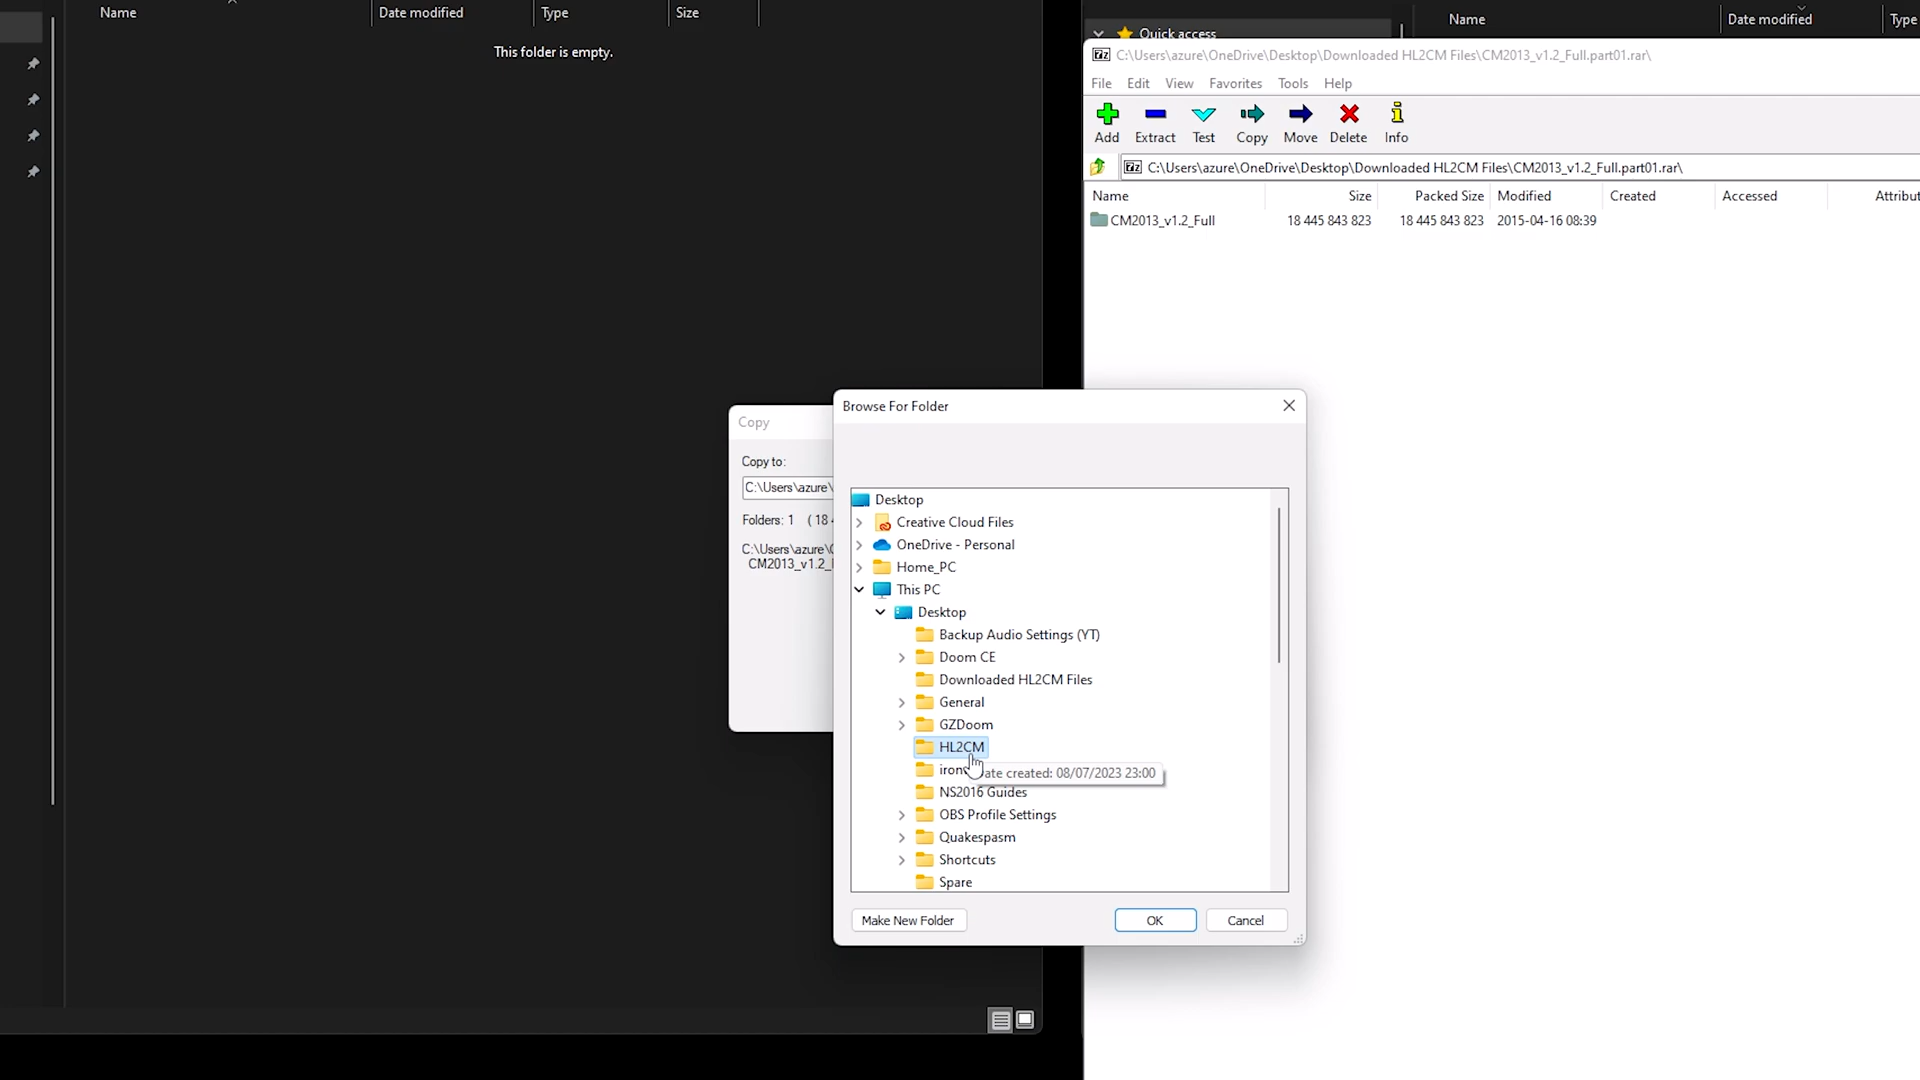 Name Date modified Type Size
This folder is empty.
Name Date modified Type
Quick access
C:\Users\azure\OneDrive\Desktop\Downloaded HL2CM Files\CM2013_v1.2_Full.part01.rar\
File Edit View Favorites Tools Help
Add Extract Test Copy Move Delete Info
C:\Users\azure\OneDrive\Desktop\Downloaded HL2CM Files\CM2013_v1.2_Full.part01.rar\
Name Size Packed Size Modified Created Accessed Attribut
CM2013_v1.2_Full 18 445 843 823 18 445 843 823 2015-04-16 08:39
Copy
Copy to:
C:\Users\azure\
Folders: 1 ( 18
C:\Users\azure\
CM2013_v1.2_
Browse For Folder
Desktop
Creative Cloud Files
OneDrive - Personal
Home_PC
This PC
Desktop
Backup Audio Settings (YT)
Doom CE
Downloaded HL2CM Files
General
GZDoom
HL2CM
ate created: 08/07/2023 23:00
NS2016 Guides
OBS Profile Settings
Quakespasm
Shortcuts
Spare
Make New Folder OK Cancel